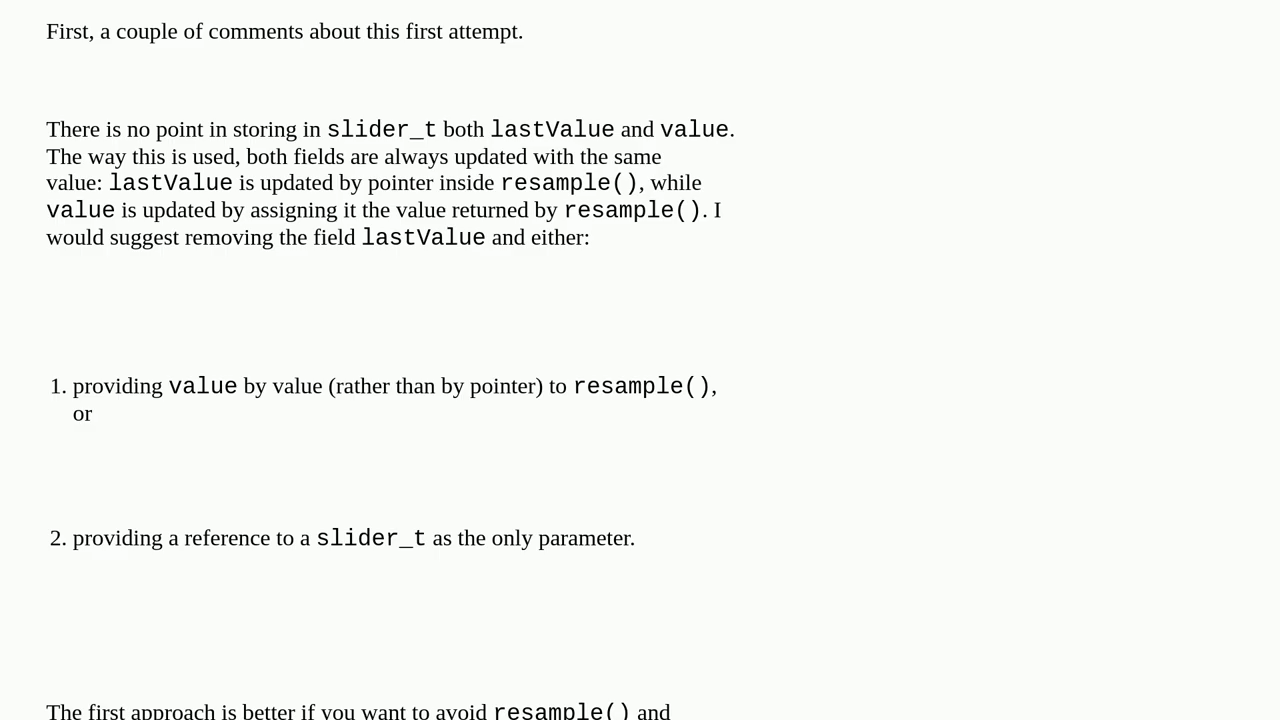 First, a couple of comments about this first attempt.
There is no point in storing in slider_t both lastValue and value.
The way this is used, both fields are always updated with the same
value: lastValue is updated by pointer inside resample(), while
value is updated by assigning it the value returned by resample(). I
would suggest removing the field lastValue and either:
1. providing value by value (rather than by pointer) to resample(),
or
2. providing a reference to a slider_t as the only parameter.
The first approach is better if you want to avoid resample() and